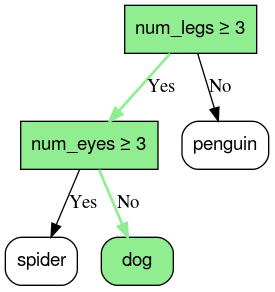 num_legs ≥ 3
Yes
No
num_eyes ≥ 3
penguin
Yes
No
spider
dog